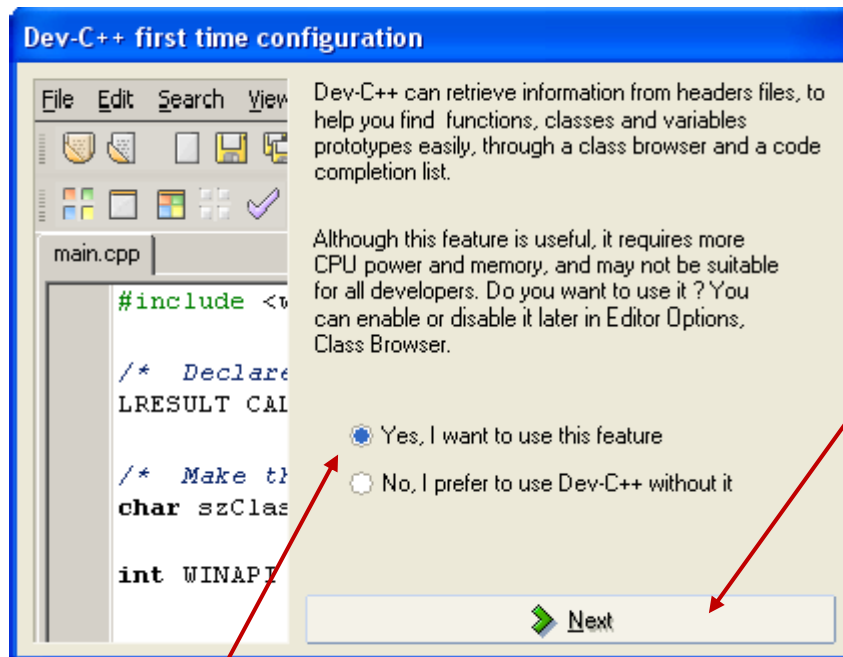 Dev-C++ first time configuration
File Edit Search View
main.cpp
#include <w
/* Declare
LRESULT CAL
/* Make th
char szClas
int WINAPI
Dev-C++ can retrieve information from headers files, to
help you find functions, classes and variables
prototypes easily, through a class browser and a code
completion list.
Although this feature is useful, it requires more
CPU power and memory, and may not be suitable
for all developers. Do you want to use it ? You
can enable or disable it later in Editor Options,
Class Browser.
Yes, I want to use this feature
No, I prefer to use Dev-C++ without it
Next